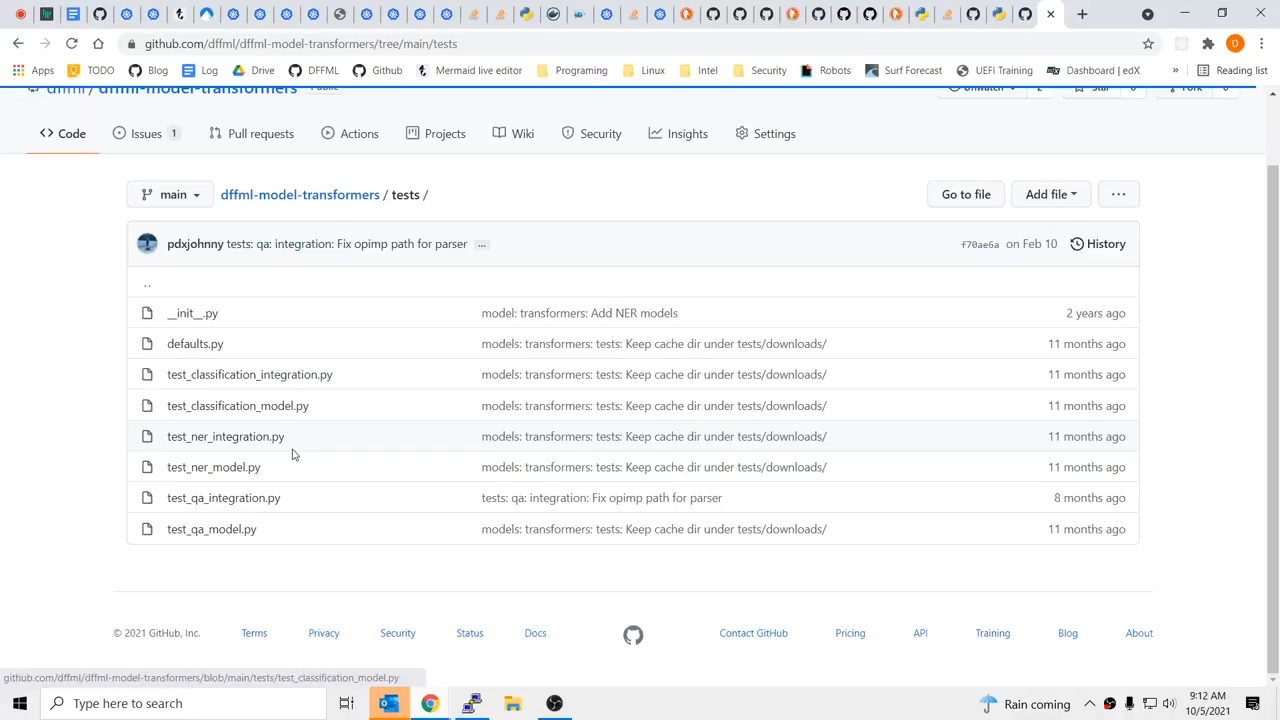 github.com/dffml/dffml-model-transformers/tree/main/tests
D
Apps TODO Blog Log Drive DFFML Github Mermaid live editor Programing Linux Intel Security Robots Surf Forecast UEFI Training Dashboard | edX » Reading list
dffml / dffml-model-transformers Public Unwatch 2 Star Fork
Code Issues 1 Pull requests Actions Projects Wiki Security Insights Settings
main dffml-model-transformers / tests / Go to file Add file ...
pdxjohnny tests: qa: integration: Fix opimp path for parser ... f70ae6a on Feb 10 History
..
__init__.py model: transformers: Add NER models 2 years ago
defaults.py models: transformers: tests: Keep cache dir under tests/downloads/ 11 months ago
test_classification_integration.py models: transformers: tests: Keep cache dir under tests/downloads/ 11 months ago
test_classification_model.py models: transformers: tests: Keep cache dir under tests/downloads/ 11 months ago
test_ner_integration.py models: transformers: tests: Keep cache dir under tests/downloads/ 11 months ago
test_ner_model.py models: transformers: tests: Keep cache dir under tests/downloads/ 11 months ago
test_qa_integration.py tests: qa: integration: Fix opimp path for parser 8 months ago
test_qa_model.py models: transformers: tests: Keep cache dir under tests/downloads/ 11 months ago
© 2021 GitHub, Inc. Terms Privacy Security Status Docs Contact GitHub Pricing API Training Blog About
github.com/dffml/dffml-model-transformers/blob/main/tests/test_classification_model.py
Type here to search Rain coming 9:12 AM
10/5/2021